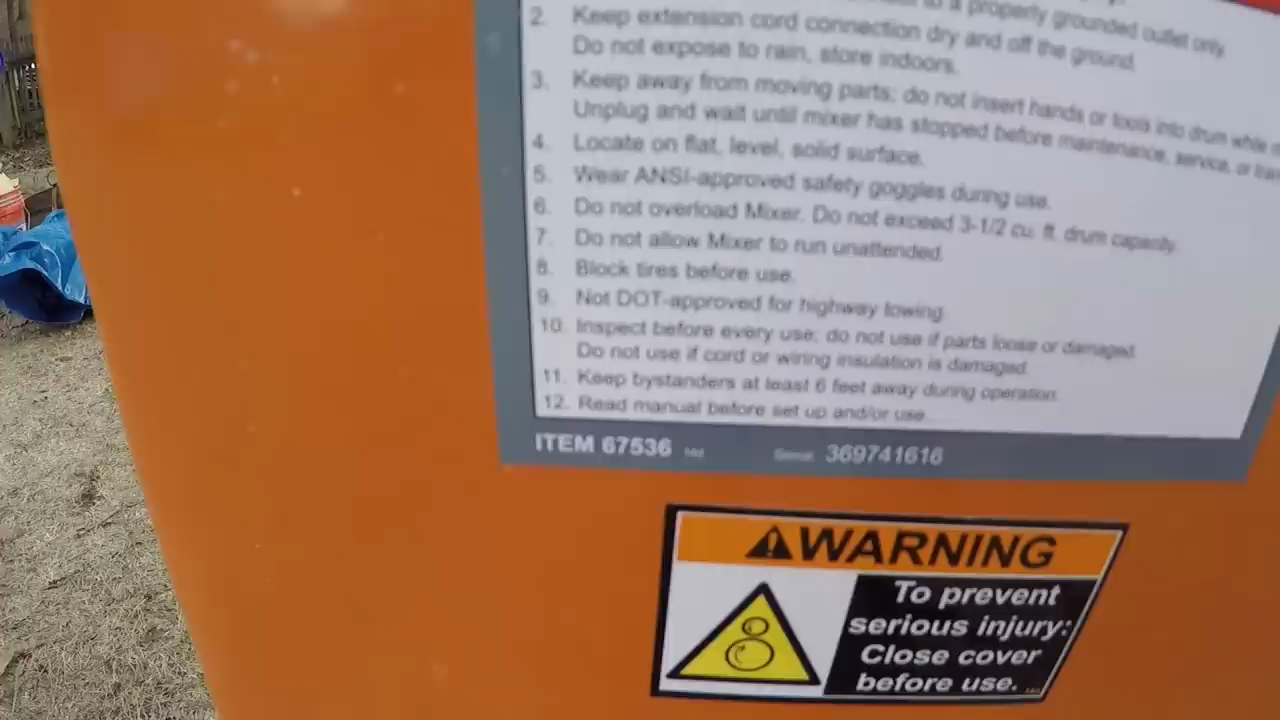 to a properly grounded outlet only.
2. Keep extension cord connection dry and off the ground.
Do not expose to rain, store indoors.
3. Keep away from moving parts; do not insert hands or tools into drum while
Unplug and wait until mixer has stopped before maintenance, service, or
4. Locate on flat, level, solid surface.
5. Wear ANSI-approved safety goggles during use.
6. Do not overload Mixer. Do not exceed 3-1/2 cu. ft. drum capacity.
7. Do not allow Mixer to run unattended.
8. Block tires before use.
9. Not DOT-approved for highway towing.
10. Inspect before every use; do not use if parts loose or damaged.
Do not use if cord or wiring insulation is damaged.
11. Keep bystanders at least 6 feet away during operation.
12. Read manual before set up and/or use.
ITEM 67536 Serial 369741616
WARNING
To prevent
serious injury:
Close cover
before use.